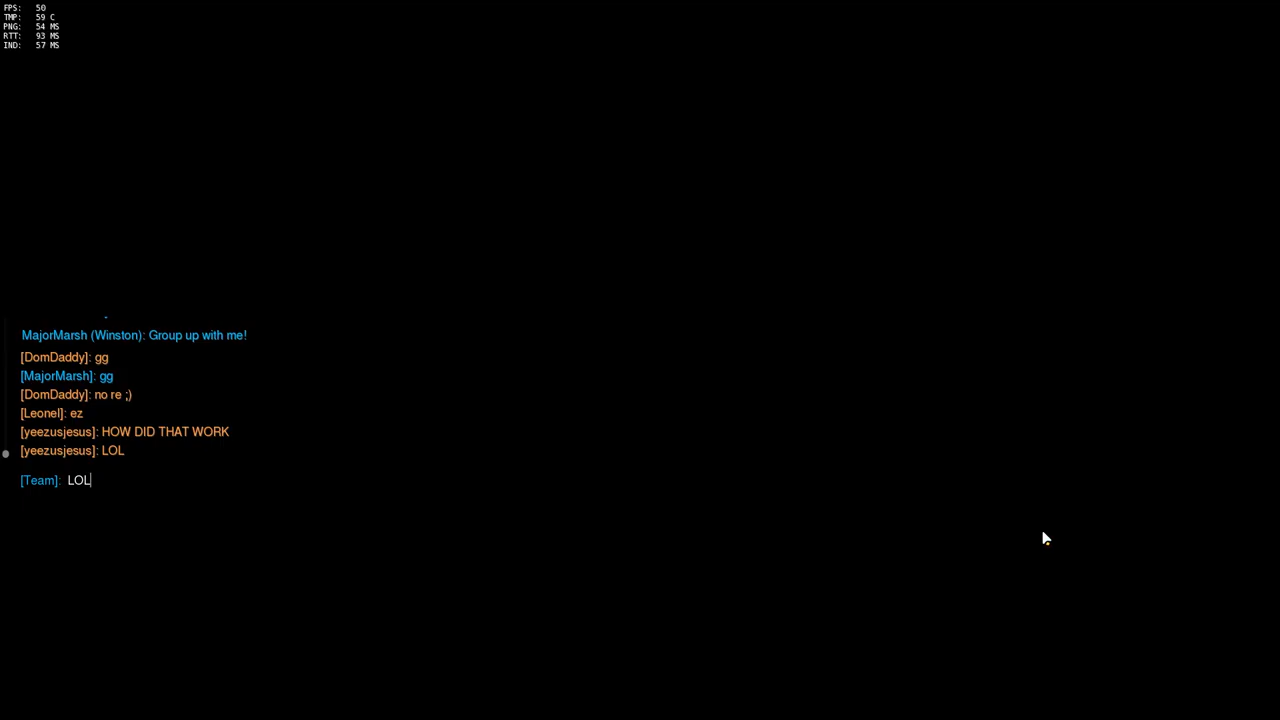 FPS: 50
TMP: 59 C
PNG: 54 MS
RTT: 93 MS
IND: 57 MS
MajorMarsh (Winston): Group up with me!
[DomDaddy]: gg
[MajorMarsh]: gg
[DomDaddy]: no re ;)
[Leonel]: ez
[yeezusjesus]: HOW DID THAT WORK
[yeezusjesus]: LOL
[Team]: LOL